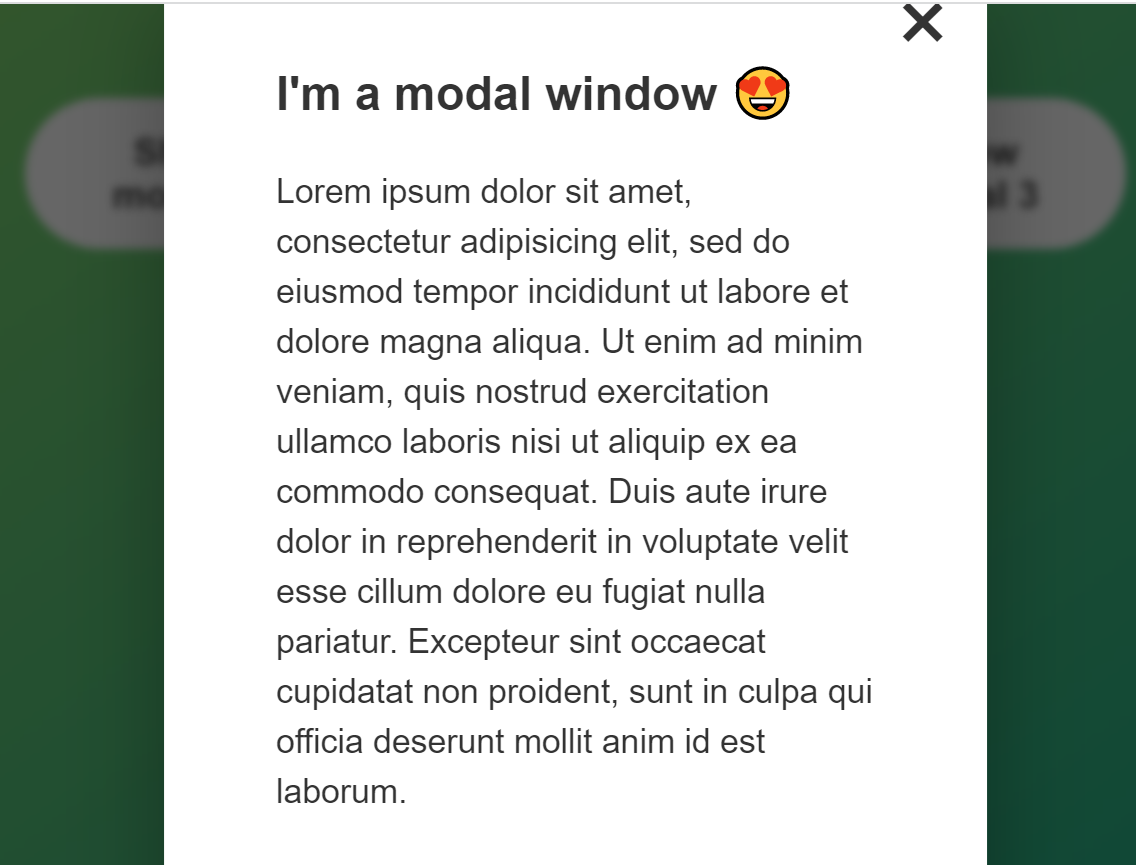 I'm a modal window 😍
Lorem ipsum dolor sit amet,
consectetur adipisicing elit, sed do
eiusmod tempor incididunt ut labore et
dolore magna aliqua. Ut enim ad minim
veniam, quis nostrud exercitation
ullamco laboris nisi ut aliquip ex ea
commodo consequat. Duis aute irure
dolor in reprehenderit in voluptate velit
esse cillum dolore eu fugiat nulla
pariatur. Excepteur sint occaecat
cupidatat non proident, sunt in culpa qui
officia deserunt mollit anim id est
laborum.
3